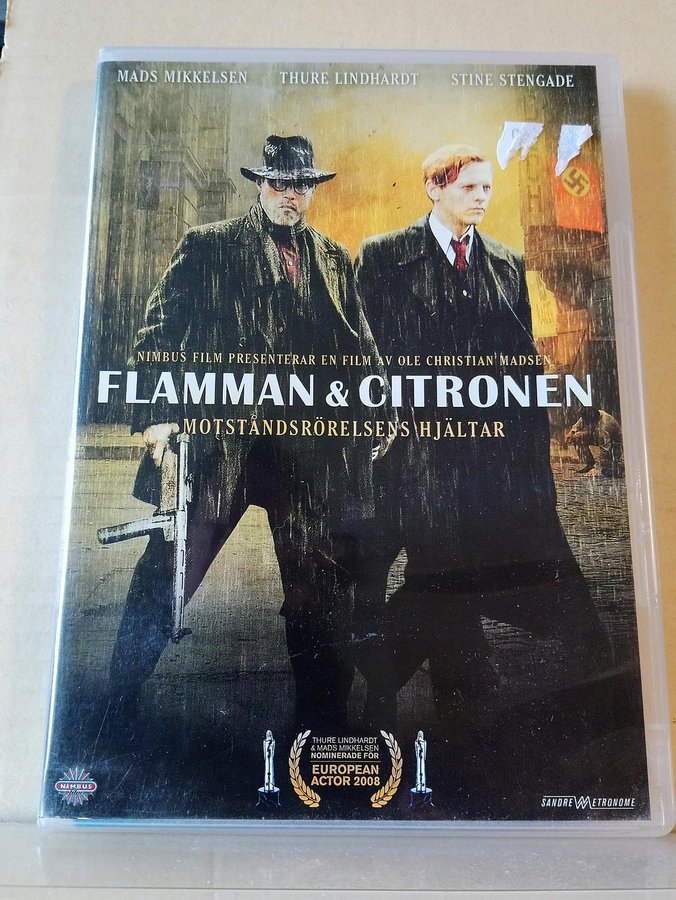 MADS MIKKELSEN THURE LINDHARDT STINE STENGADE
NIMBUS FILM PRESENTERAR EN FILM AV OLE CHRISTIAN MADSEN
FLAMMAN & CITRONEN
MOTSTÅNDSRÖRELSENS HJÄLTAR
THURE LINDHARDT
& MADS MIKKELSEN
NOMINERADE FÖR
EUROPEAN
ACTOR 2008
NIMBUS
SANDREW METRONOME